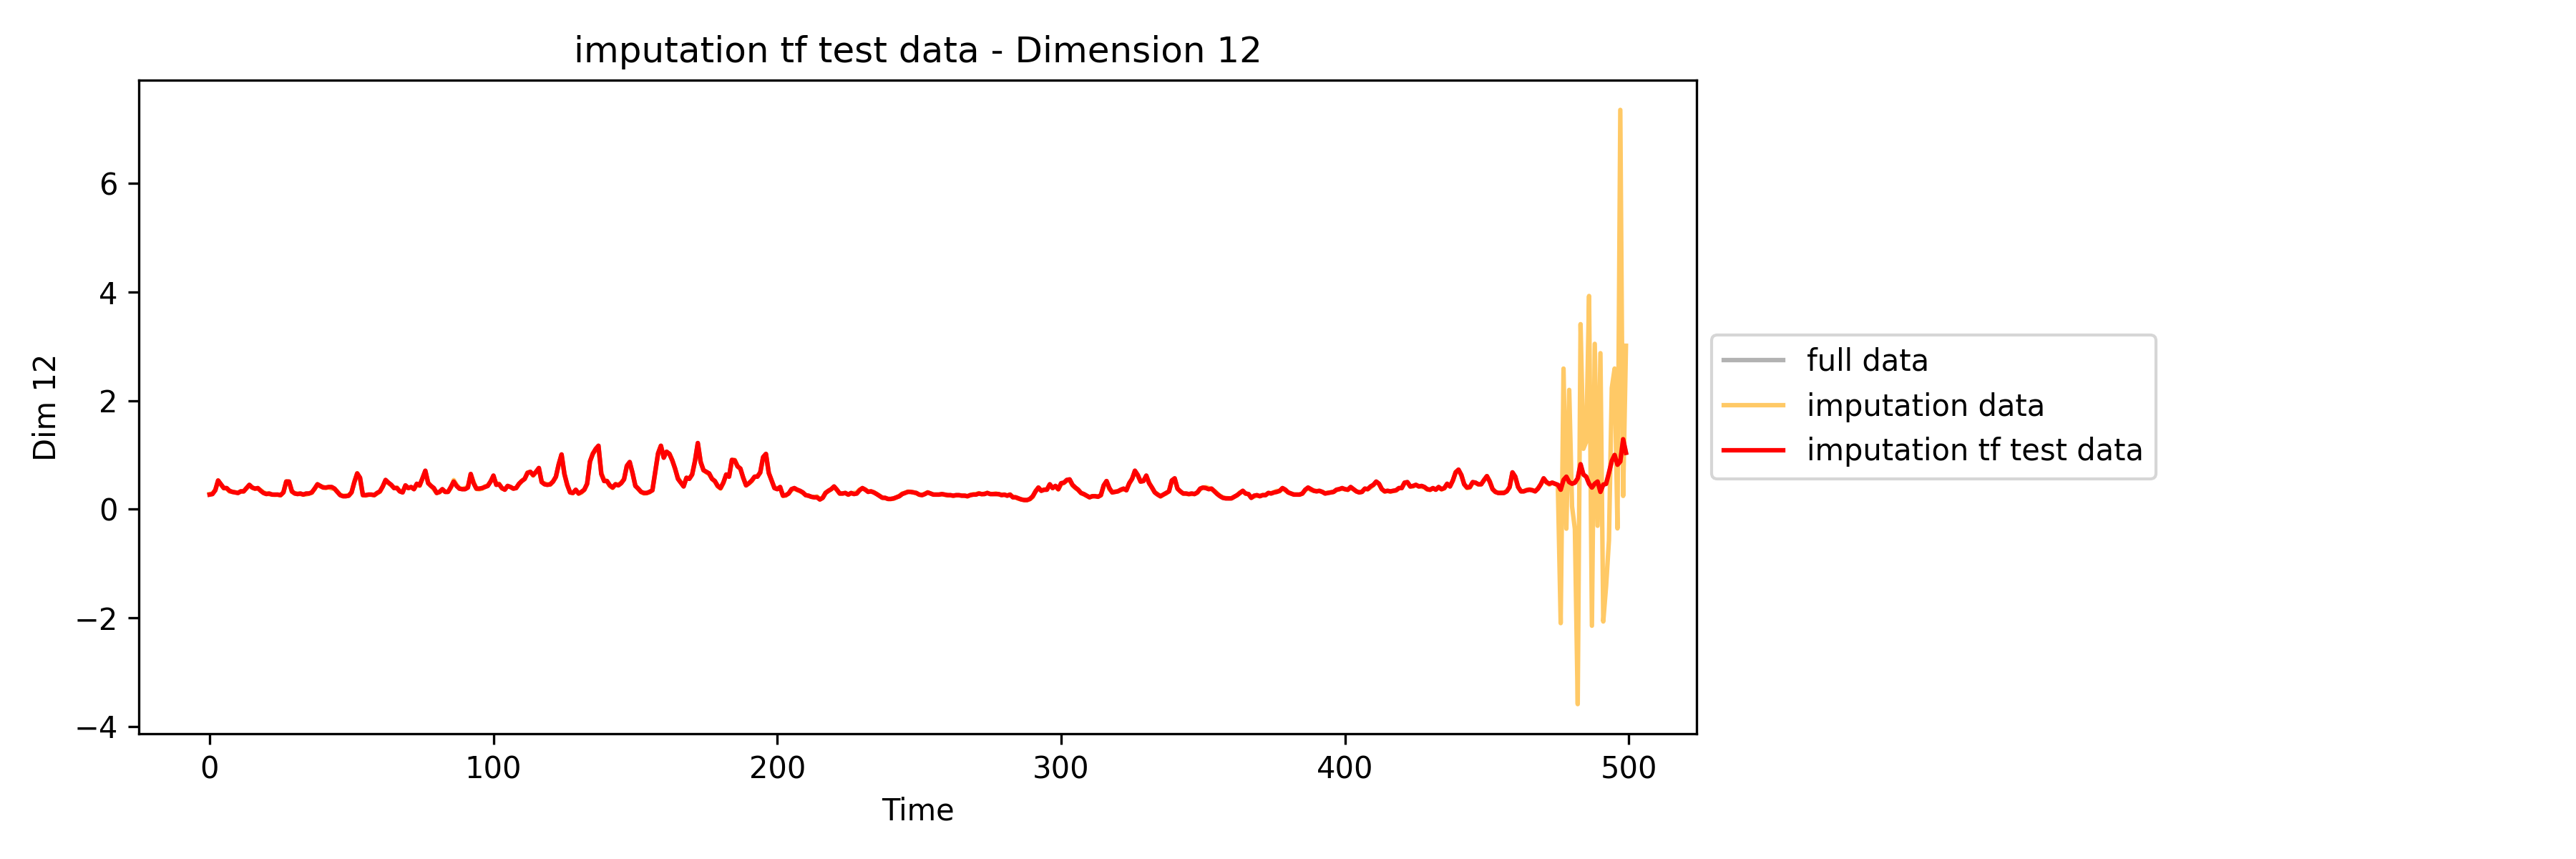 imputation tf test data - Dimension 12
Dim 12
6
4
2
0
−2
−4
0 100 200 300 400 500
Time
full data
imputation data
imputation tf test data